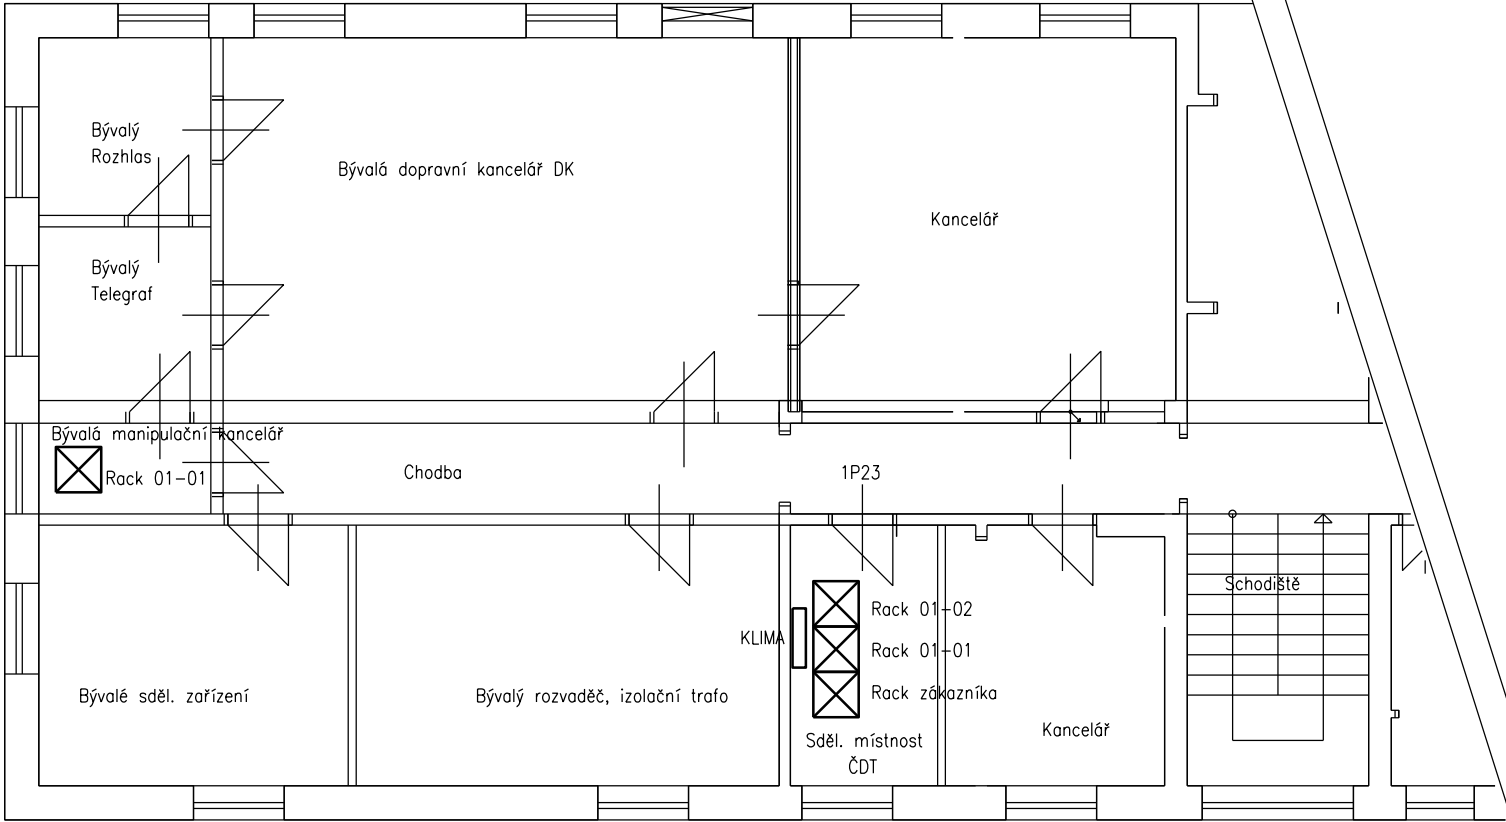 Bývalý
Rozhlas
Bývalá dopravní kancelář DK
Kancelář
Bývalý
Telegraf
Bývalá manipulační kancelář
Rack 01-01
Chodba
1P23
Schodiště
Rack 01-02
KLIMA
Rack 01-01
Rack zákazníka
Bývalé sděl. zařízení
Bývalý rozvaděč, izolační trafo
Kancelář
Sděl. místnost
ČDT